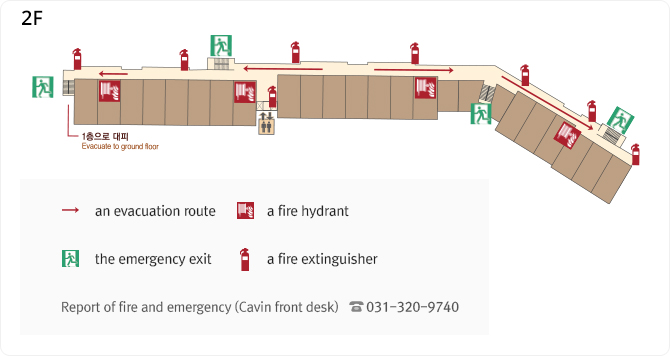 2F
1층으로 대피
Evacuate to ground floor
an evacuation route
a fire hydrant
the emergency exit
a fire extinguisher
Report of fire and emergency (Cavin front desk) ☎ 031-320-9740